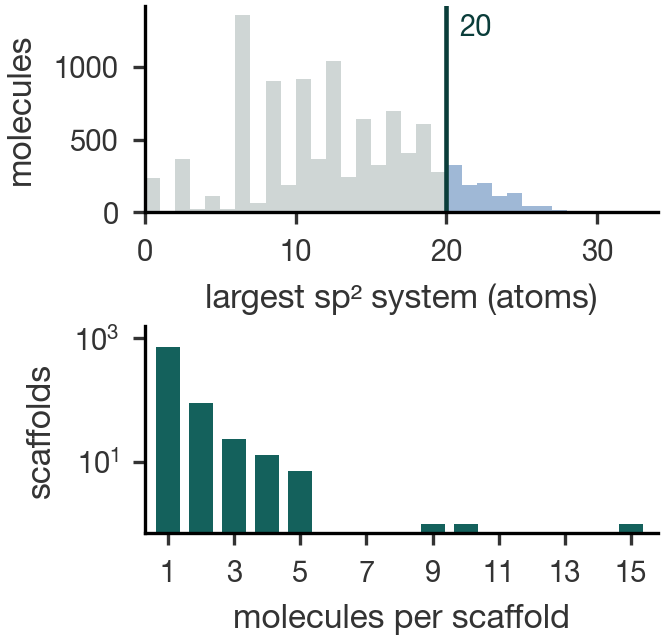 molecules
1000
500
0
20
0 10 20 30
largest sp² system (atoms)
scaffolds
10³
10¹
1 3 5 7 9 11 13 15
molecules per scaffold